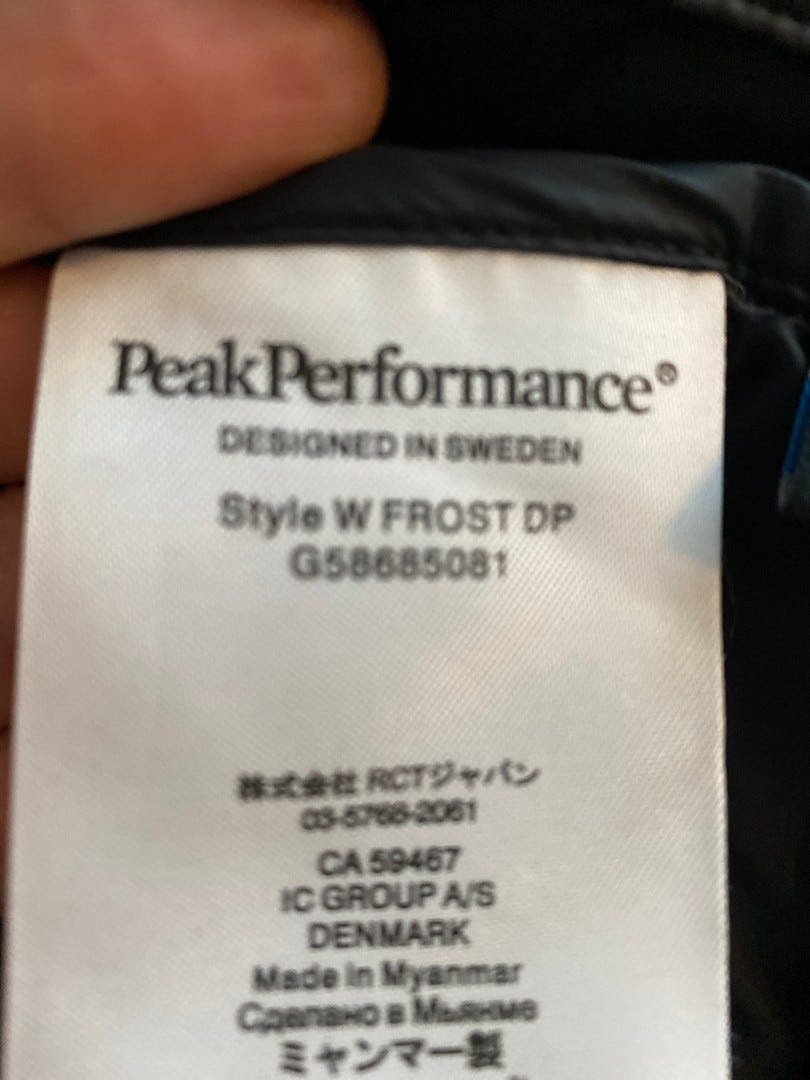 PeakPerformance®
DESIGNED IN SWEDEN
Style W FROST DP
G58685081
株式会社 RCTジャパン
03-5766-2061
CA 59467
IC GROUP A/S
DENMARK
Made in Myanmar
Сделано в Мьянме
ミャンマー製